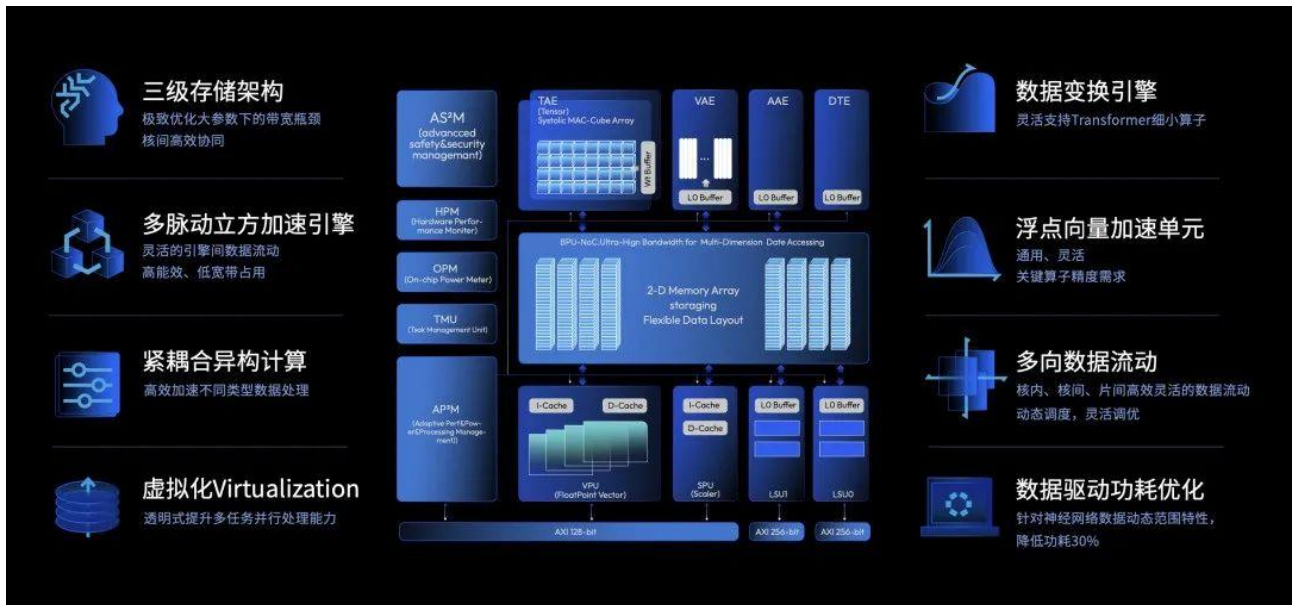 三级存储架构
极致优化大参数下的带宽瓶颈
核间高效协同
多脉动立方加速引擎
灵活的引擎间数据流动
高能效、低宽带占用
紧耦合异构计算
高效加速不同类型数据处理
虚拟化Virtualization
透明式提升多任务并行处理能力
AS²M
(advancced
safety&security
managemant)
HPM
(Hardware Perfor-
mance Moniter)
OPM
(On-chip Power Meter)
TMU
(Task Management Unit)
AP³M
(Adaptive Perf&Pow-
er&Processing Manage-
ment))
TAE
(Tensor)
Systolic MAC-Cube Array
Wt Buffer
VAE
...
L0 Buffer
AAE
L0 Buffer
DTE
L0 Buffer
BPU-NoC:Ultra-Hign Bandwidth for Multi-Dimension Date Accessing
2-D Memory Array
storaging
Flexible Data Layout
I-Cache
D-Cache
VPU
(FloatPoint Vector)
I-Cache
D-Cache
SPU
(Scaler)
L0 Buffer
LSU1
L0 Buffer
LSU0
AXI 128-bit
AXI 256-bit
AXI 256-bit
数据变换引擎
灵活支持Transformer细小算子
浮点向量加速单元
通用、灵活
关键算子精度需求
多向数据流动
核内、核间、片间高效灵活的数据流动
动态调度，灵活调优
数据驱动功耗优化
针对神经网络数据动态范围特性，
降低功耗30%